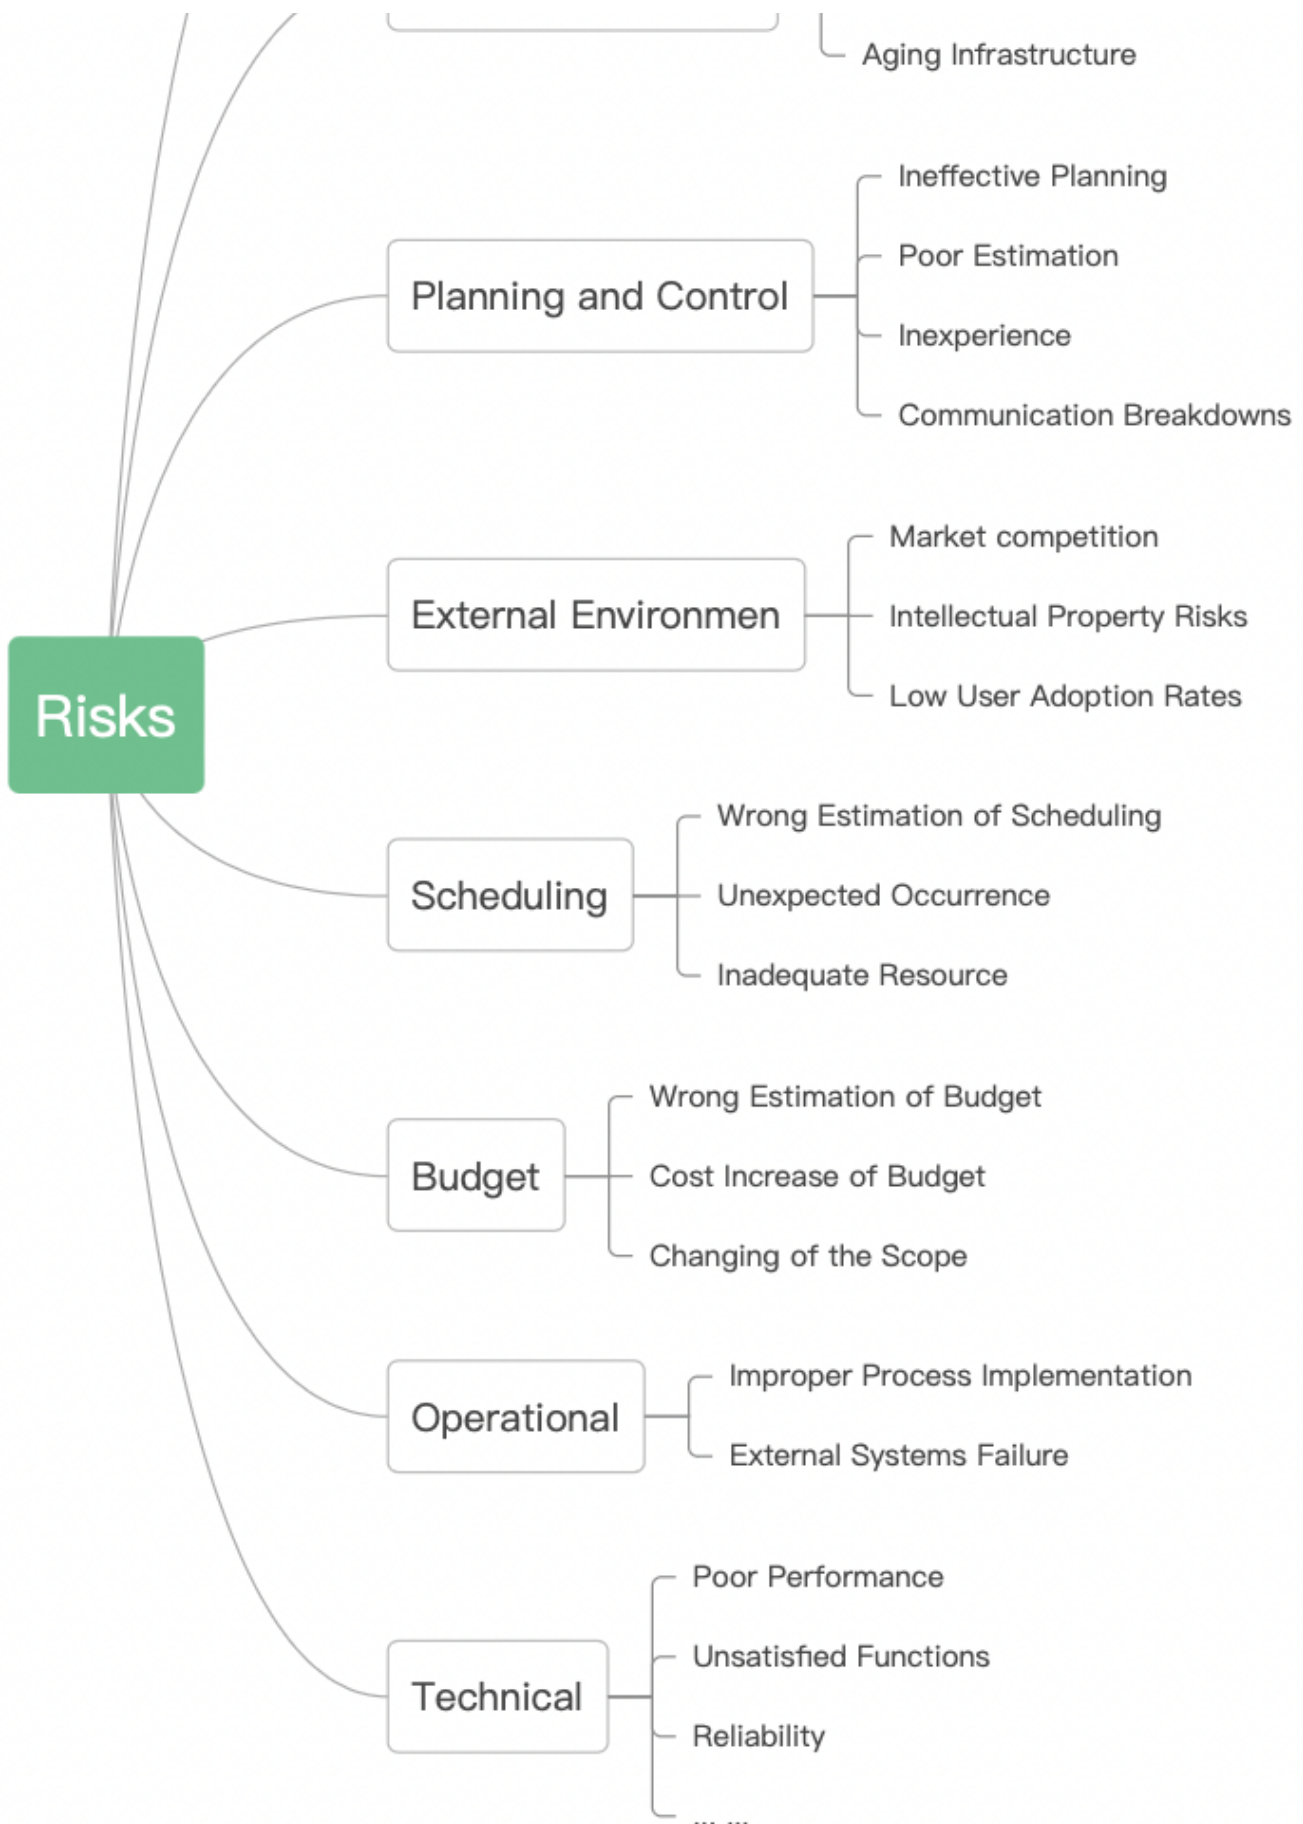 Aging Infrastructure
Ineffective Planning
Poor Estimation
Planning and Control
Inexperience
Communication Breakdowns
Market competition
External Environmen
Intellectual Property Risks
Low User Adoption Rates
Risks
Wrong Estimation of Scheduling
Scheduling
Unexpected Occurrence
Inadequate Resource
Wrong Estimation of Budget
Budget
Cost Increase of Budget
Changing of the Scope
Improper Process Implementation
Operational
External Systems Failure
Poor Performance
Unsatisfied Functions
Technical
Reliability